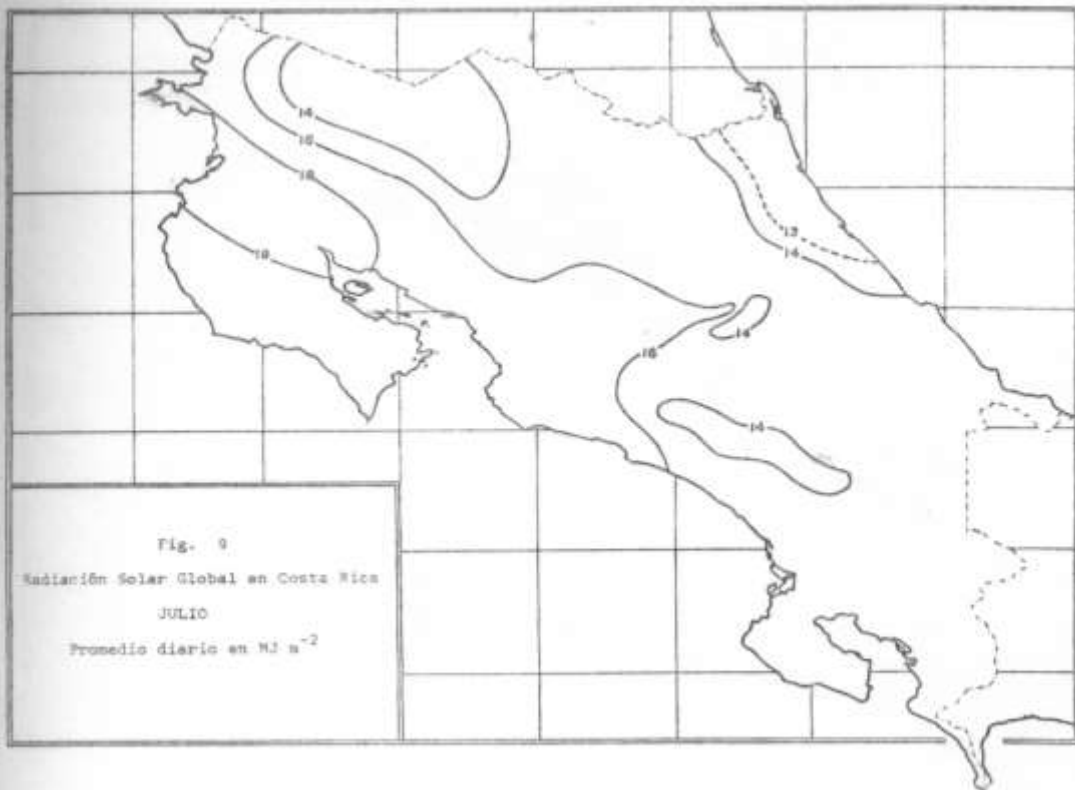 14
16
18
19
13
14
14
16
14
Fig. 9
Radiación Solar Global en Costa Rica
JULIO
Promedio diario en MJ m⁻²